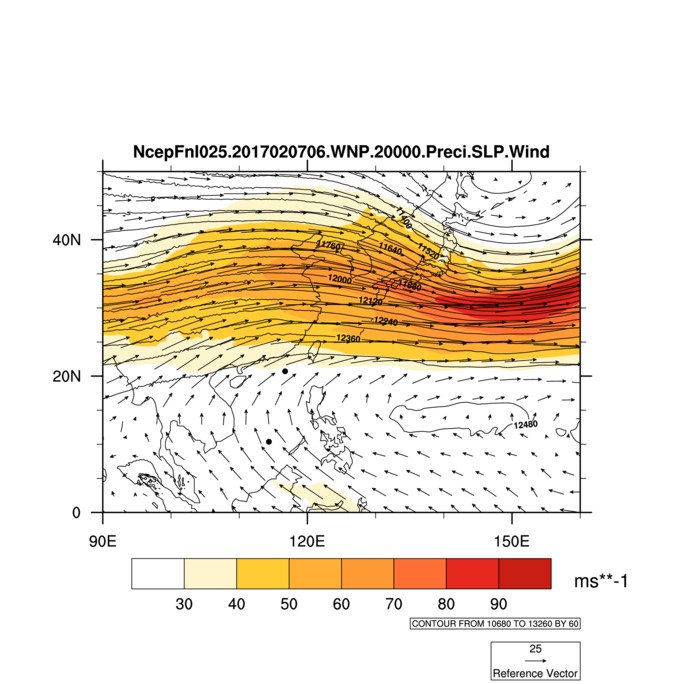 NcepFnl025.2017020706.WNP.20000.Preci.SLP.Wind
40N
20N
0
11400
11760
11640
11520
12000
11880
12120
12240
12360
12480
90E
120E
150E
30
40
50
60
70
80
90
ms**-1
CONTOUR FROM 10680 TO 13260 BY 60
25
Reference Vector